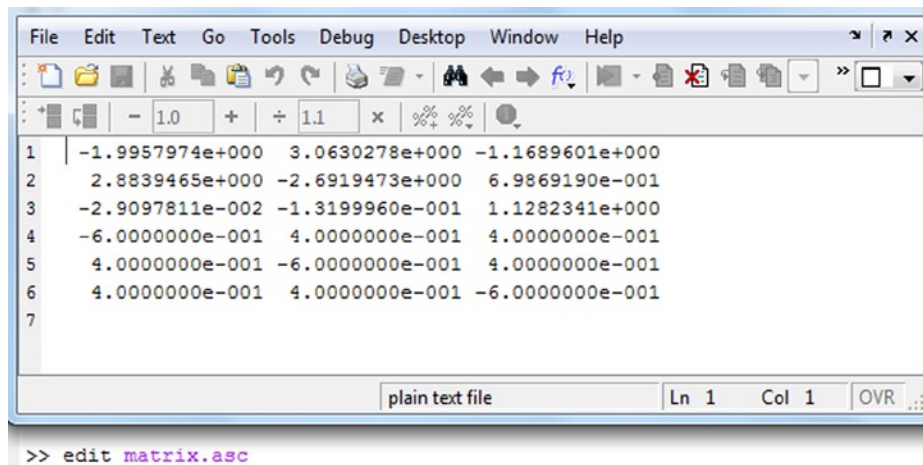 File Edit Text Go Tools Debug Desktop Window Help
1.0 ÷ 1.1
1 -1.9957974e+000 3.0630278e+000 -1.1689601e+000
2 2.8839465e+000 -2.6919473e+000 6.9869190e-001
3 -2.9097811e-002 -1.3199960e-001 1.1282341e+000
4 -6.0000000e-001 4.0000000e-001 4.0000000e-001
5 4.0000000e-001 -6.0000000e-001 4.0000000e-001
6 4.0000000e-001 4.0000000e-001 -6.0000000e-001
7
plain text file Ln 1 Col 1 OVR
>> edit matrix.asc